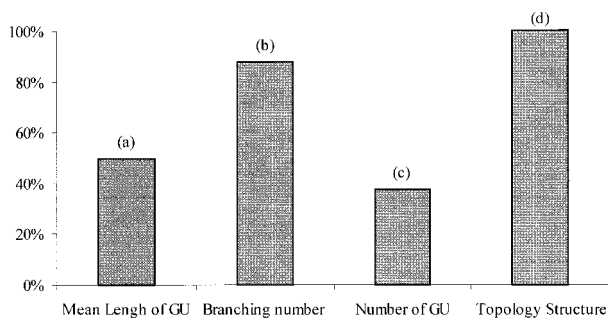 (d)
100%
(b)
80%
60%
(a)
(c)
40%
20%
0%
Mean Lengh of GU Branching number Number of GU Topology Structure